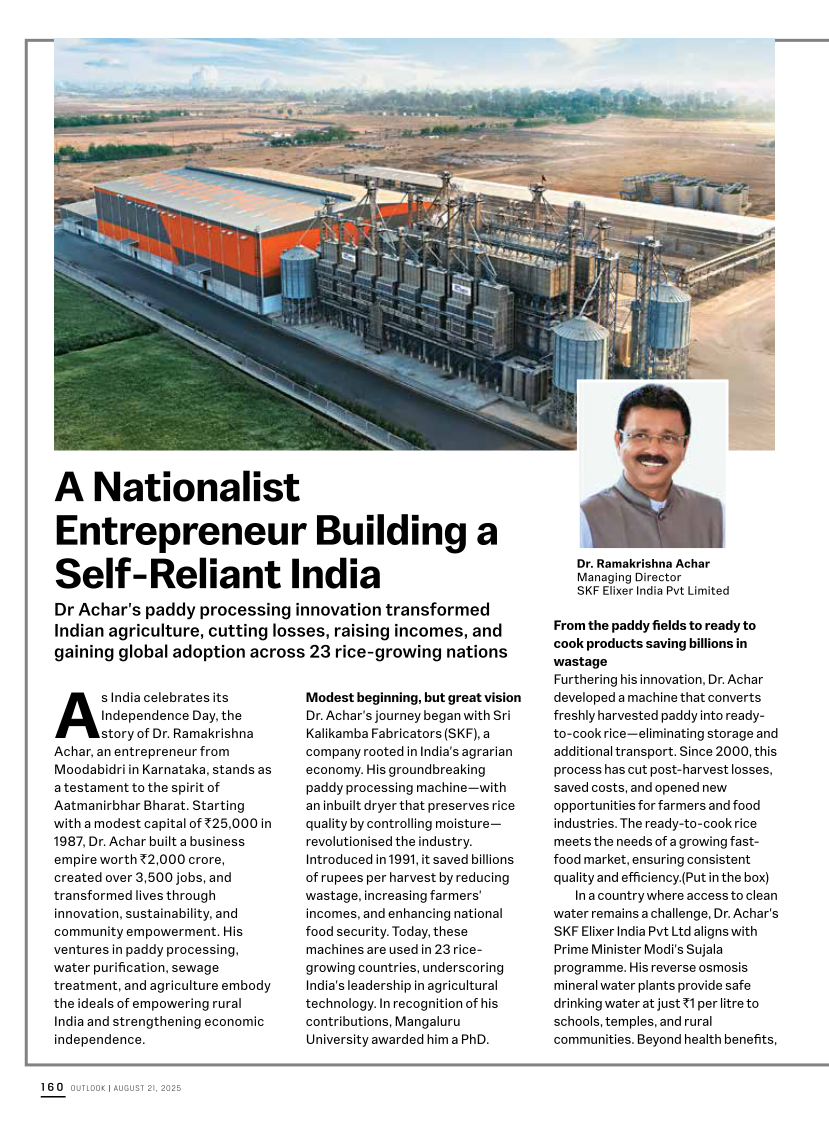 A Nationalist
Entrepreneur Building a
Self-Reliant India
Dr Achar's paddy processing innovation transformed
Indian agriculture, cutting losses, raising incomes, and
gaining global adoption across 23 rice-growing nations
Dr. Ramakrishna Achar
Managing Director
SKF Elixer India Pvt Limited
As India celebrates its
Independence Day, the
story of Dr. Ramakrishna
Achar, an entrepreneur from
Moodabidri in Karnataka, stands as
a testament to the spirit of
Aatmanirbhar Bharat. Starting
with a modest capital of ₹25,000 in
1987, Dr. Achar built a business
empire worth ₹2,000 crore,
created over 3,500 jobs, and
transformed lives through
innovation, sustainability, and
community empowerment. His
ventures in paddy processing,
water purification, sewage
treatment, and agriculture embody
the ideals of empowering rural
India and strengthening economic
independence.
Modest beginning, but great vision
Dr. Achar's journey began with Sri
Kalikamba Fabricators (SKF), a
company rooted in India's agrarian
economy. His groundbreaking
paddy processing machine—with
an inbuilt dryer that preserves rice
quality by controlling moisture—
revolutionised the industry.
Introduced in 1991, it saved billions
of rupees per harvest by reducing
wastage, increasing farmers'
incomes, and enhancing national
food security. Today, these
machines are used in 23 rice-
growing countries, underscoring
India's leadership in agricultural
technology. In recognition of his
contributions, Mangaluru
University awarded him a PhD.
From the paddy fields to ready to
cook products saving billions in
wastage
Furthering his innovation, Dr. Achar
developed a machine that converts
freshly harvested paddy into ready-
to-cook rice—eliminating storage and
additional transport. Since 2000, this
process has cut post-harvest losses,
saved costs, and opened new
opportunities for farmers and food
industries. The ready-to-cook rice
meets the needs of a growing fast-
food market, ensuring consistent
quality and efficiency.(Put in the box)
In a country where access to clean
water remains a challenge, Dr. Achar's
SKF Elixer India Pvt Ltd aligns with
Prime Minister Modi's Sujala
programme. His reverse osmosis
mineral water plants provide safe
drinking water at just ₹1 per litre to
schools, temples, and rural
communities. Beyond health benefits,
160 OUTLOOK | AUGUST 21, 2025